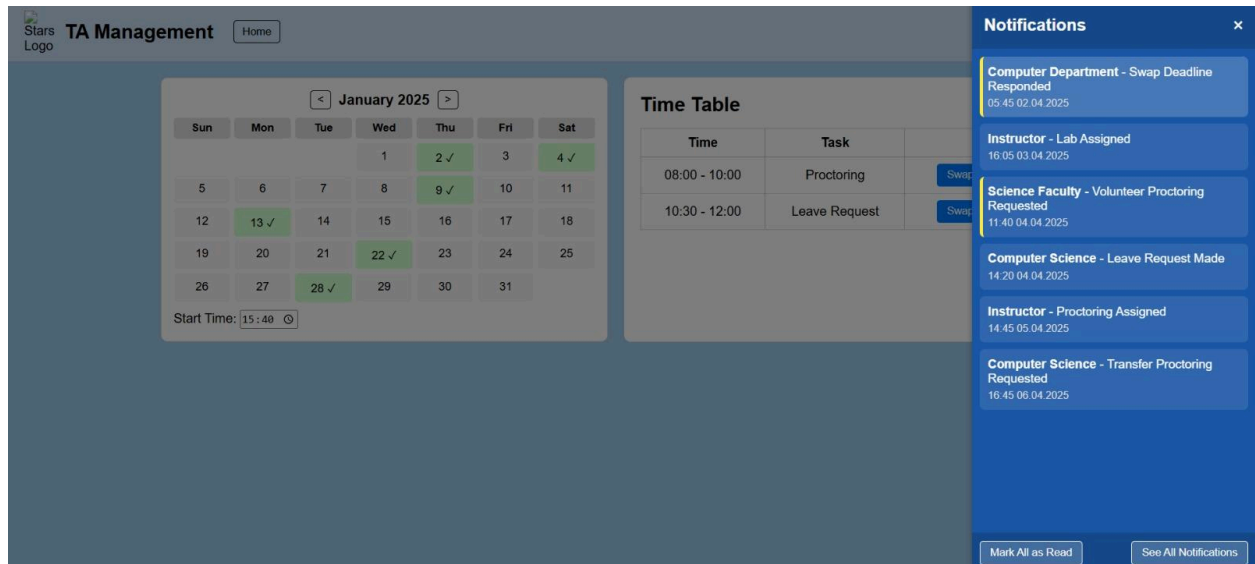 Stars
Logo
TA Management
Home
< January 2025 >
Sun Mon Tue Wed Thu Fri Sat
1 2 ✓ 3 4 ✓
5 6 7 8 9 ✓ 10 11
12 13 ✓ 14 15 16 17 18
19 20 21 22 ✓ 23 24 25
26 27 28 ✓ 29 30 31
Start Time: 15:40
Time Table
Time Task
08:00 - 10:00 Proctoring Swap
10:30 - 12:00 Leave Request Swap
Notifications ×
Computer Department - Swap Deadline
Responded
05:45 02.04.2025
Instructor - Lab Assigned
16:05 03.04.2025
Science Faculty - Volunteer Proctoring
Requested
11:40 04.04.2025
Computer Science - Leave Request Made
14:20 04.04.2025
Instructor - Proctoring Assigned
14:45 05.04.2025
Computer Science - Transfer Proctoring
Requested
16:45 06.04.2025
Mark All as Read
See All Notifications